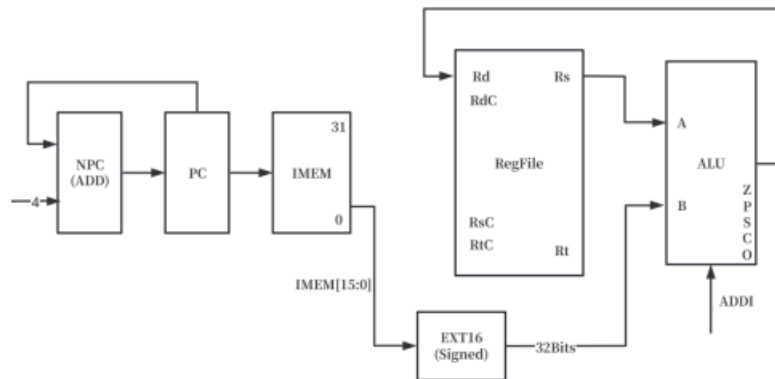 Rd
Rs
RdC
31
NPC
(ADD)
PC
IMEM
RegFile
A
ALU
4
0
RsC
RtC
Rt
B
Z
P
S
C
O
IMEM[15:0]
ADDI
EXT16
(Signed)
32Bits